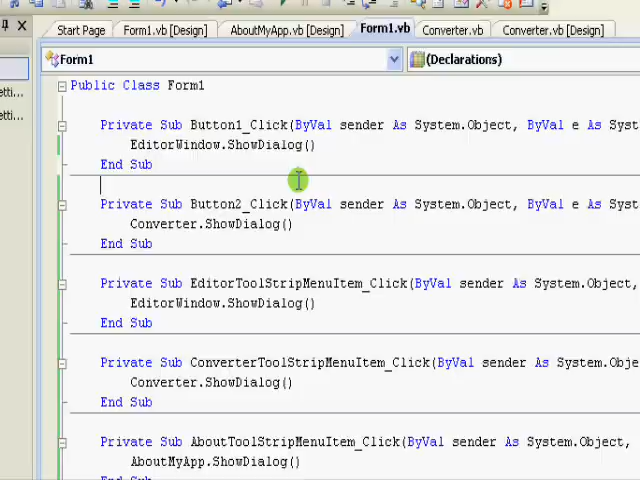 Start Page Form1.vb [Design] AboutMyApp.vb [Design] Form1.vb Converter.vb Converter.vb [Design]
Form1 (Declarations)
Public Class Form1
Private Sub Button1_Click(ByVal sender As System.Object, ByVal e As Syst
EditorWindow.ShowDialog()
End Sub
Private Sub Button2_Click(ByVal sender As System.Object, ByVal e As Syst
Converter.ShowDialog()
End Sub
Private Sub EditorToolStripMenuItem_Click(ByVal sender As System.Object,
EditorWindow.ShowDialog()
End Sub
Private Sub ConverterToolStripMenuItem_Click(ByVal sender As System.Obje
Converter.ShowDialog()
End Sub
Private Sub AboutToolStripMenuItem_Click(ByVal sender As System.Object,
AboutMyApp.ShowDialog()
End Sub
etti...
etti...